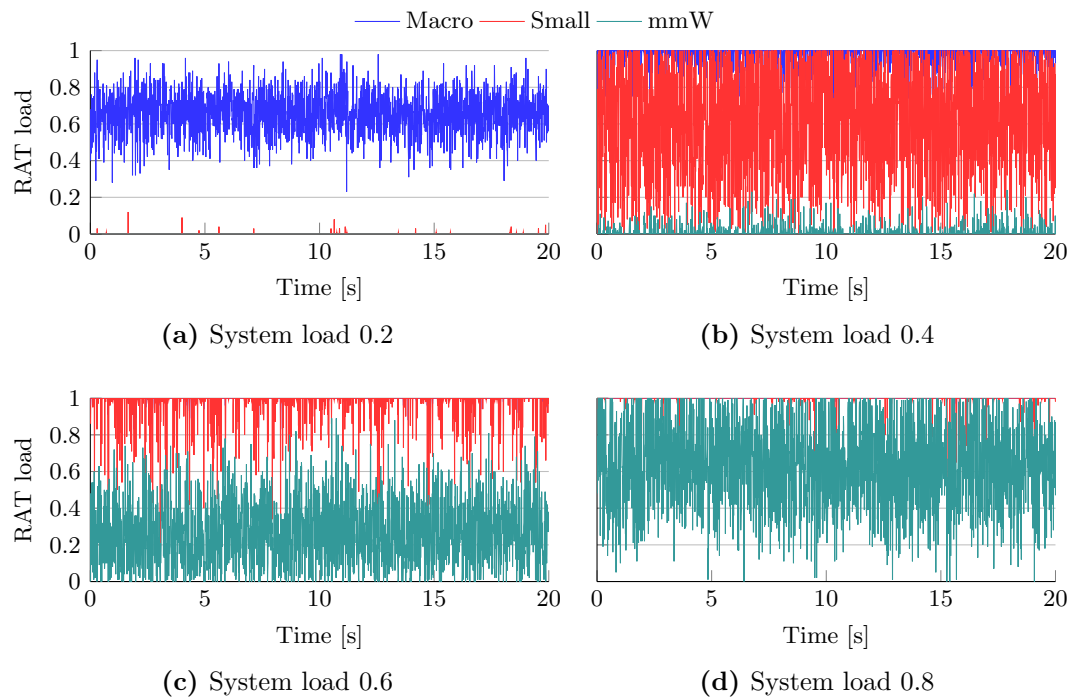 Macro Small mmW
1
0.8
0.6
0.4
0.2
0
RAT load
0 5 10 15 20
Time [s]
(a) System load 0.2
0 5 10 15 20
Time [s]
(b) System load 0.4
1
0.8
0.6
0.4
0.2
0
RAT load
0 5 10 15 20
Time [s]
(c) System load 0.6
0 5 10 15 20
Time [s]
(d) System load 0.8